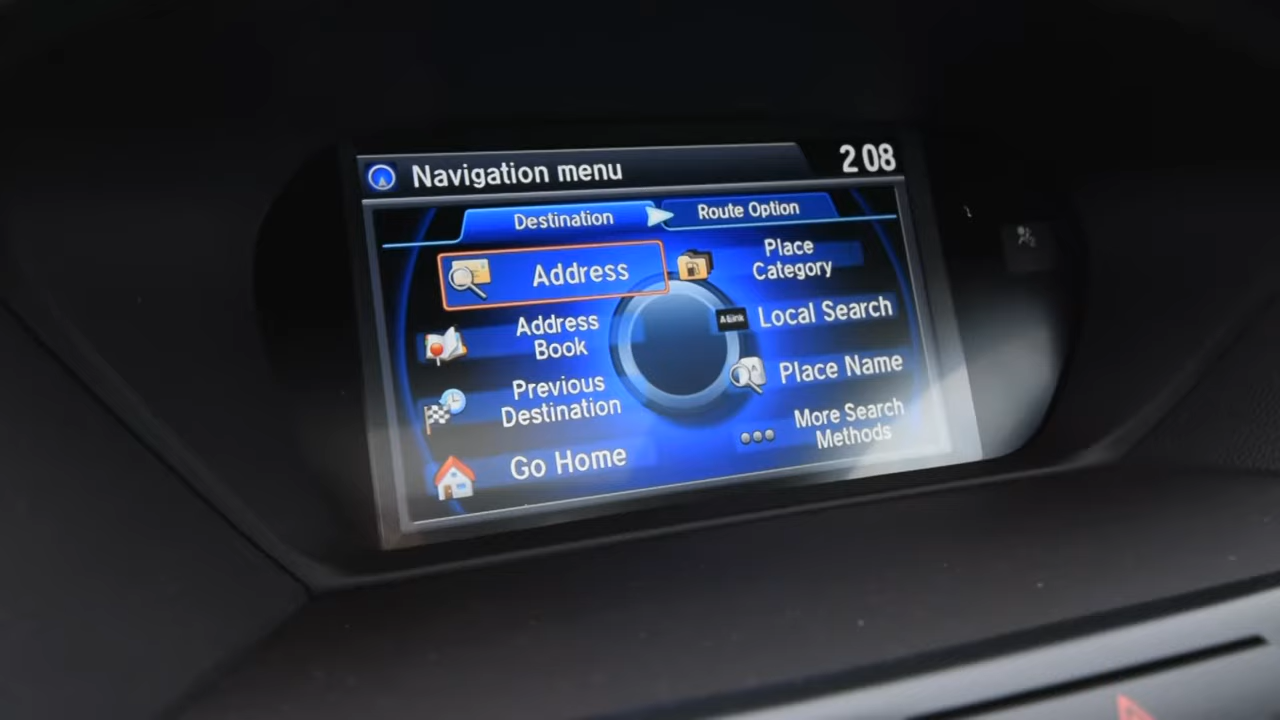 Navigation menu
2 08
Destination
Route Option
Address
Place
Category
Address
Book
Local Search
Previous
Destination
Place Name
Go Home
More Search
Methods